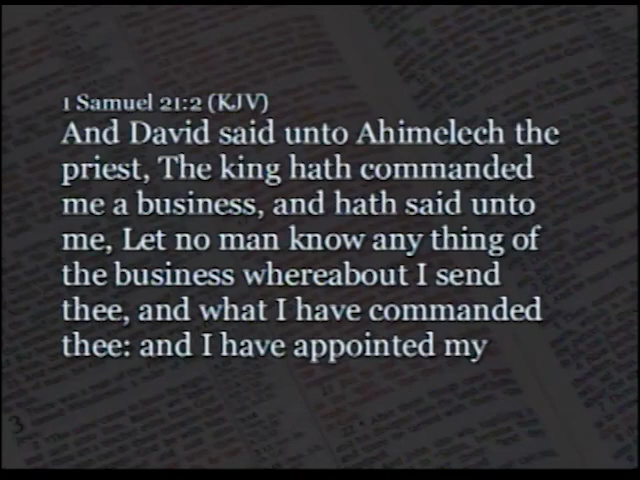 1 Samuel 21:2 (KJV)
And David said unto Ahimelech the
priest, The king hath commanded
me a business, and hath said unto
me, Let no man know any thing of
the business whereabout I send
thee, and what I have commanded
thee: and I have appointed my